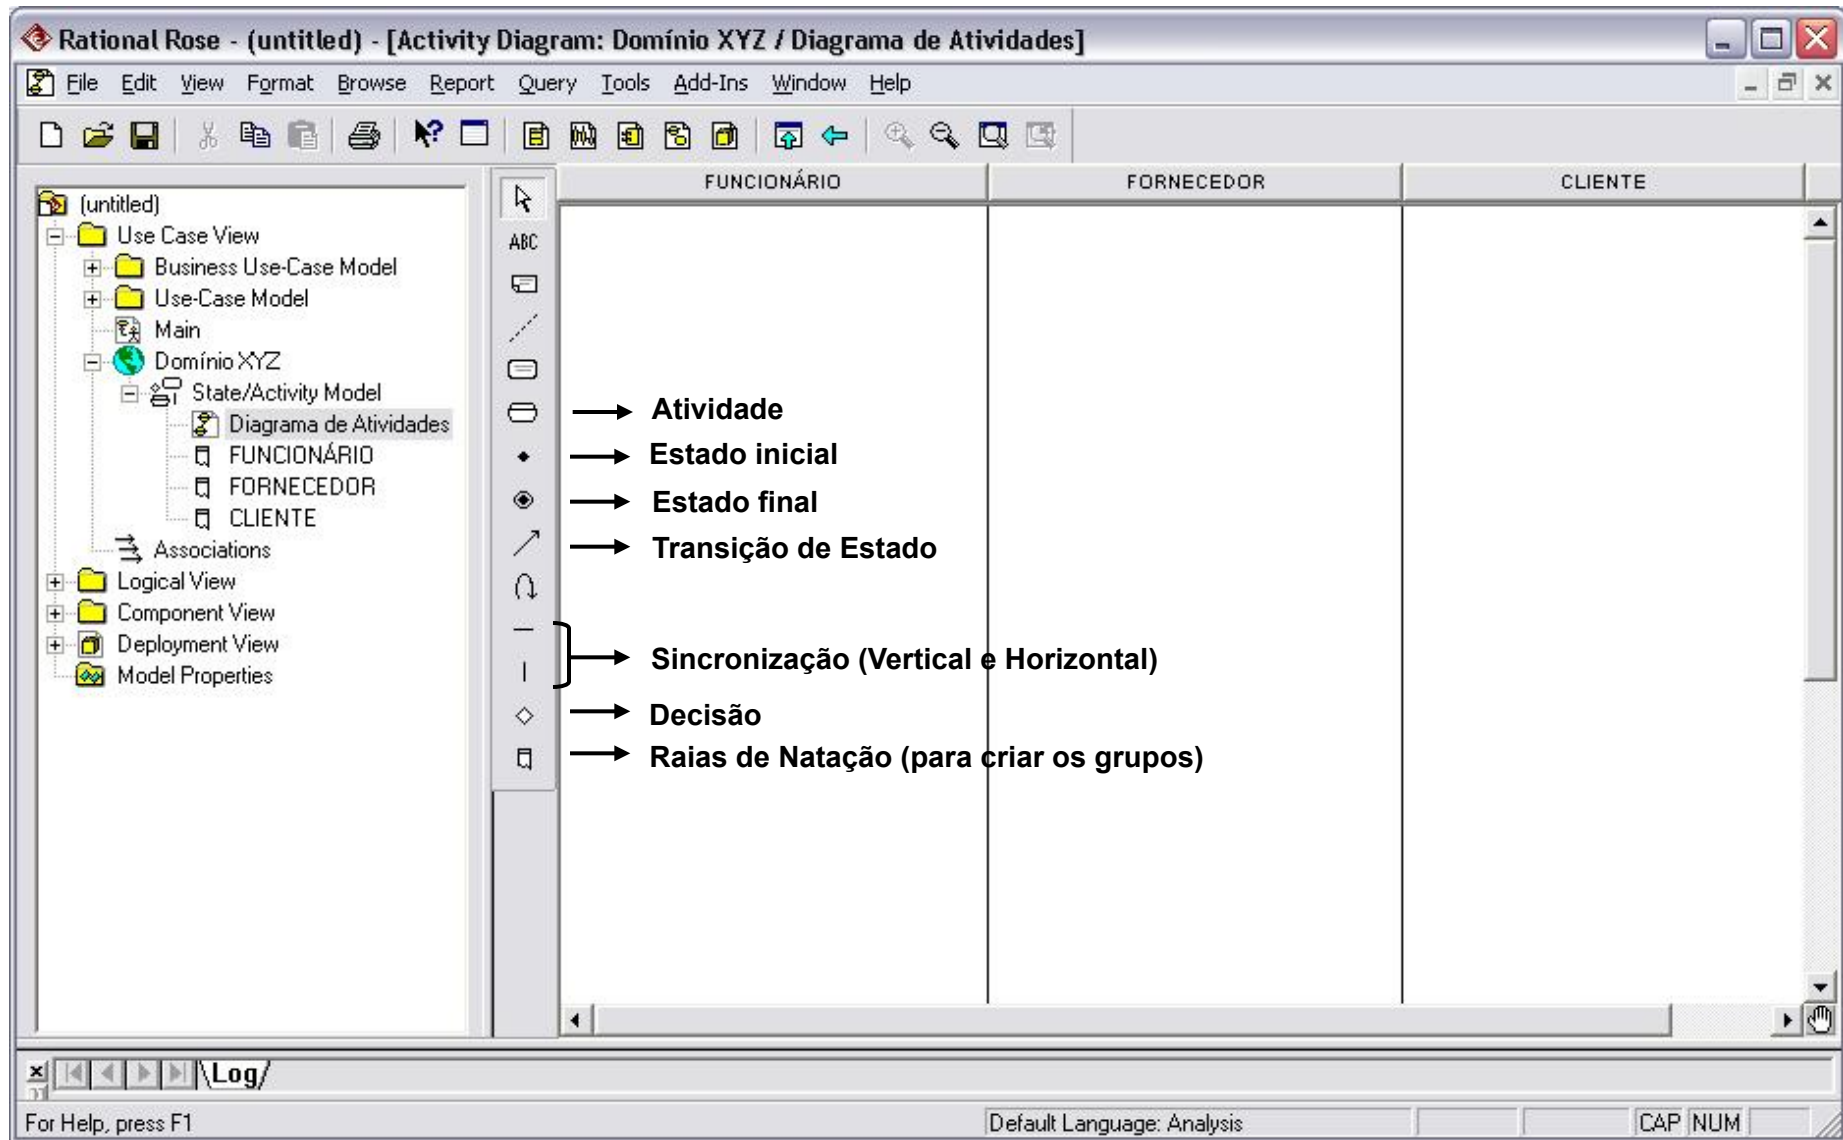 Rational Rose - (untitled) - [Activity Diagram: Domínio XYZ / Diagrama de Atividades]
File Edit View Format Browse Report Query Tools Add-Ins Window Help
FUNCIONÁRIO FORNECEDOR CLIENTE
(untitled)
Use Case View
Business Use-Case Model
Use-Case Model
Main
Domínio XYZ
State/Activity Model
Diagrama de Atividades
FUNCIONÁRIO
FORNECEDOR
CLIENTE
Associations
Logical View
Component View
Deployment View
Model Properties
ABC
Atividade
Estado inicial
Estado final
Transição de Estado
Sincronização (Vertical e Horizontal)
Decisão
Raias de Natação (para criar os grupos)
Log
For Help, press F1 Default Language: Analysis CAP NUM